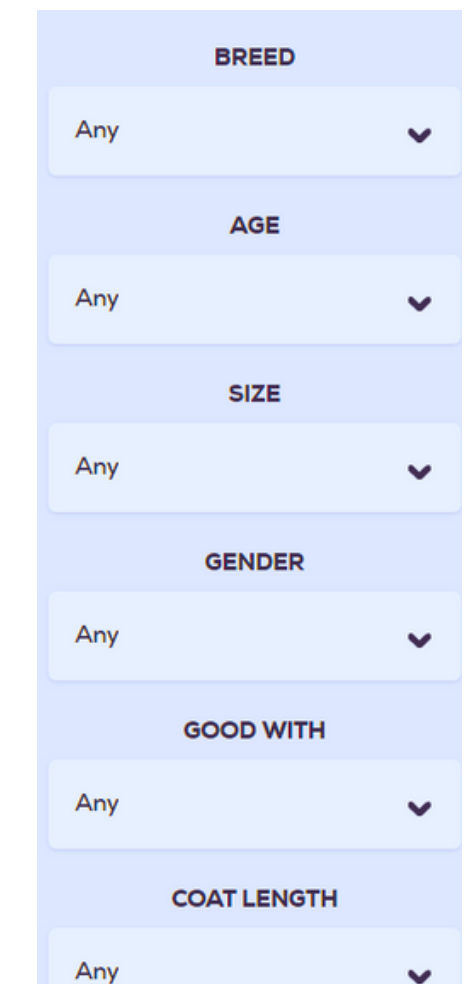 BREED
Any
AGE
Any
SIZE
Any
GENDER
Any
GOOD WITH
Any
COAT LENGTH
Any